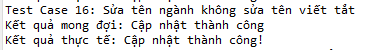 Test Case 16: Sửa tên ngành không sửa tên viết tắt
Kết quả mong đợi: Cập nhật thành công
Kết quả thực tế: Cập nhật thành công!